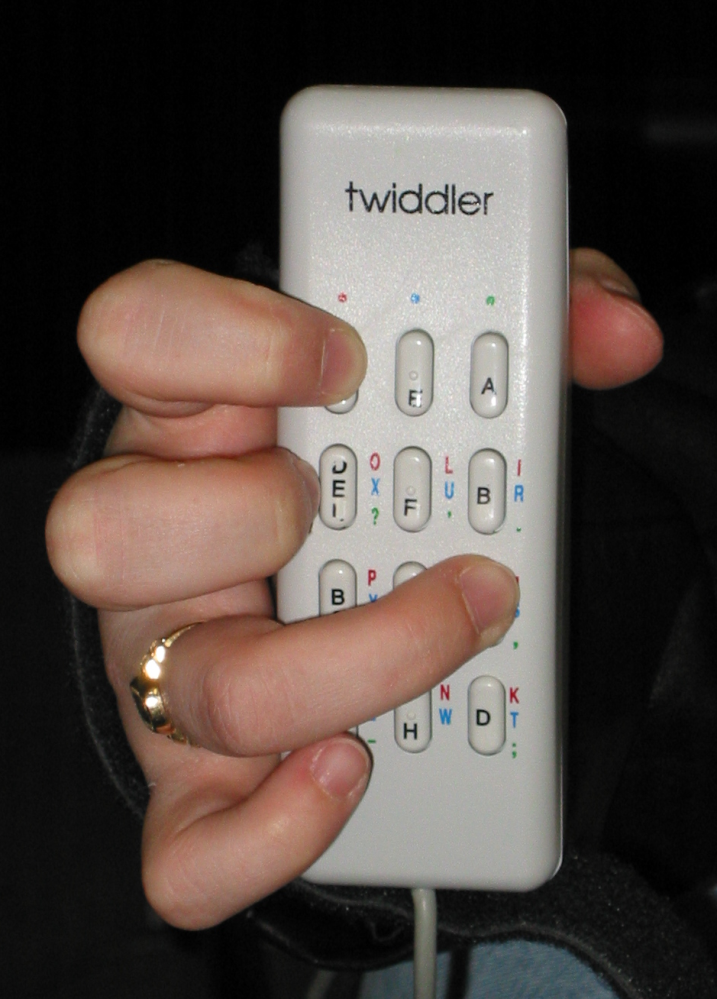 twiddler
E A
DEL O X ? F L U , B I R
B P
H N W D K T ;